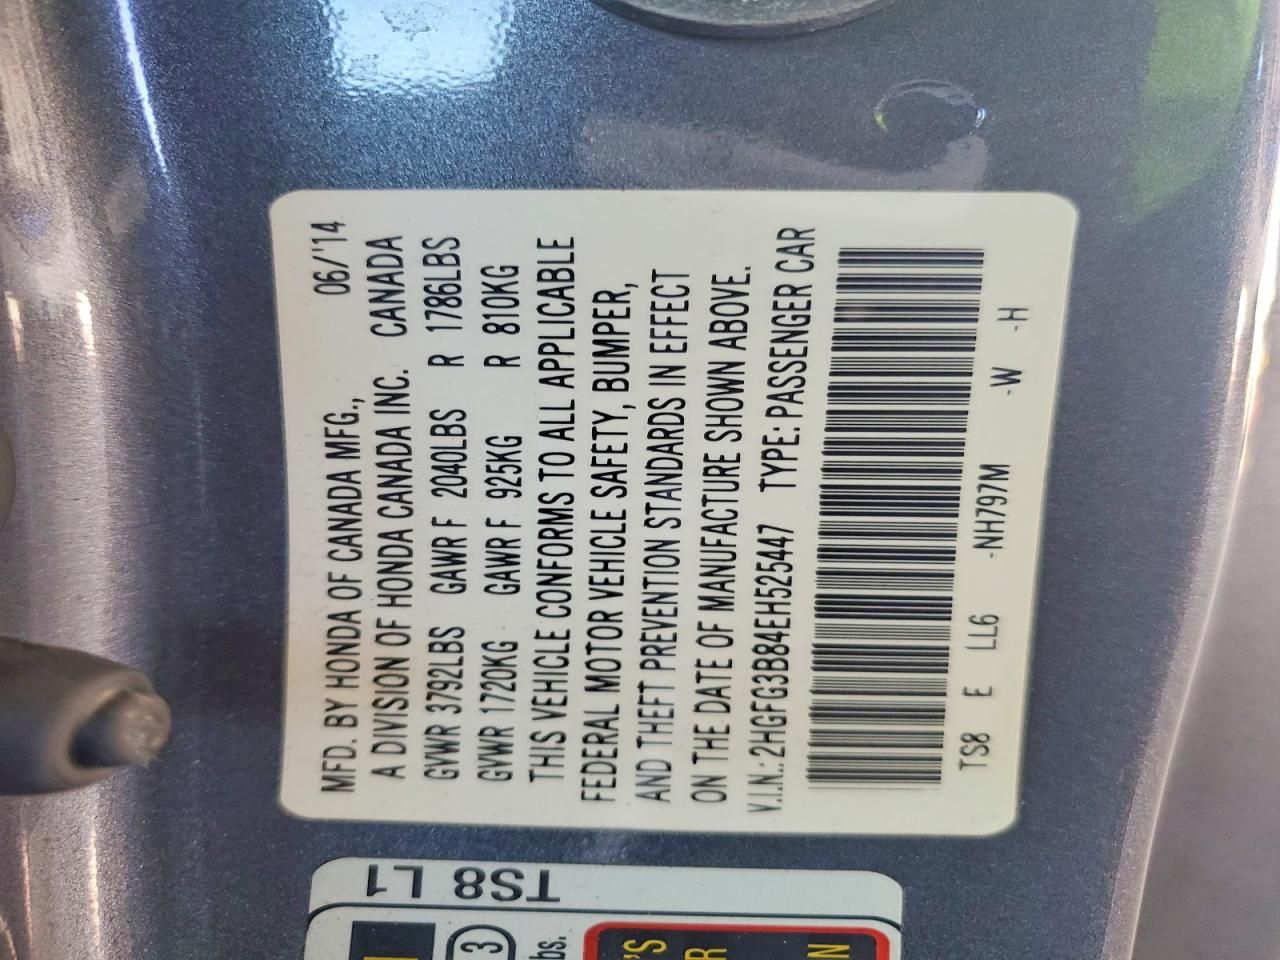 MFD. BY HONDA OF CANADA MFG., 06/'14
A DIVISION OF HONDA CANADA INC. CANADA
GVWR 3792LBS GAWR F 2040LBS R 1786LBS
GVWR 1720KG GAWR F 925KG R 810KG
THIS VEHICLE CONFORMS TO ALL APPLICABLE
FEDERAL MOTOR VEHICLE SAFETY, BUMPER,
AND THEFT PREVENTION STANDARDS IN EFFECT
ON THE DATE OF MANUFACTURE SHOWN ABOVE.
V.I.N.: 2HGFG3B84EH525447 TYPE: PASSENGER CAR
TS8 E LL6 -NH797M -W -H
TS8 L1
3
bs.
'S
R
N